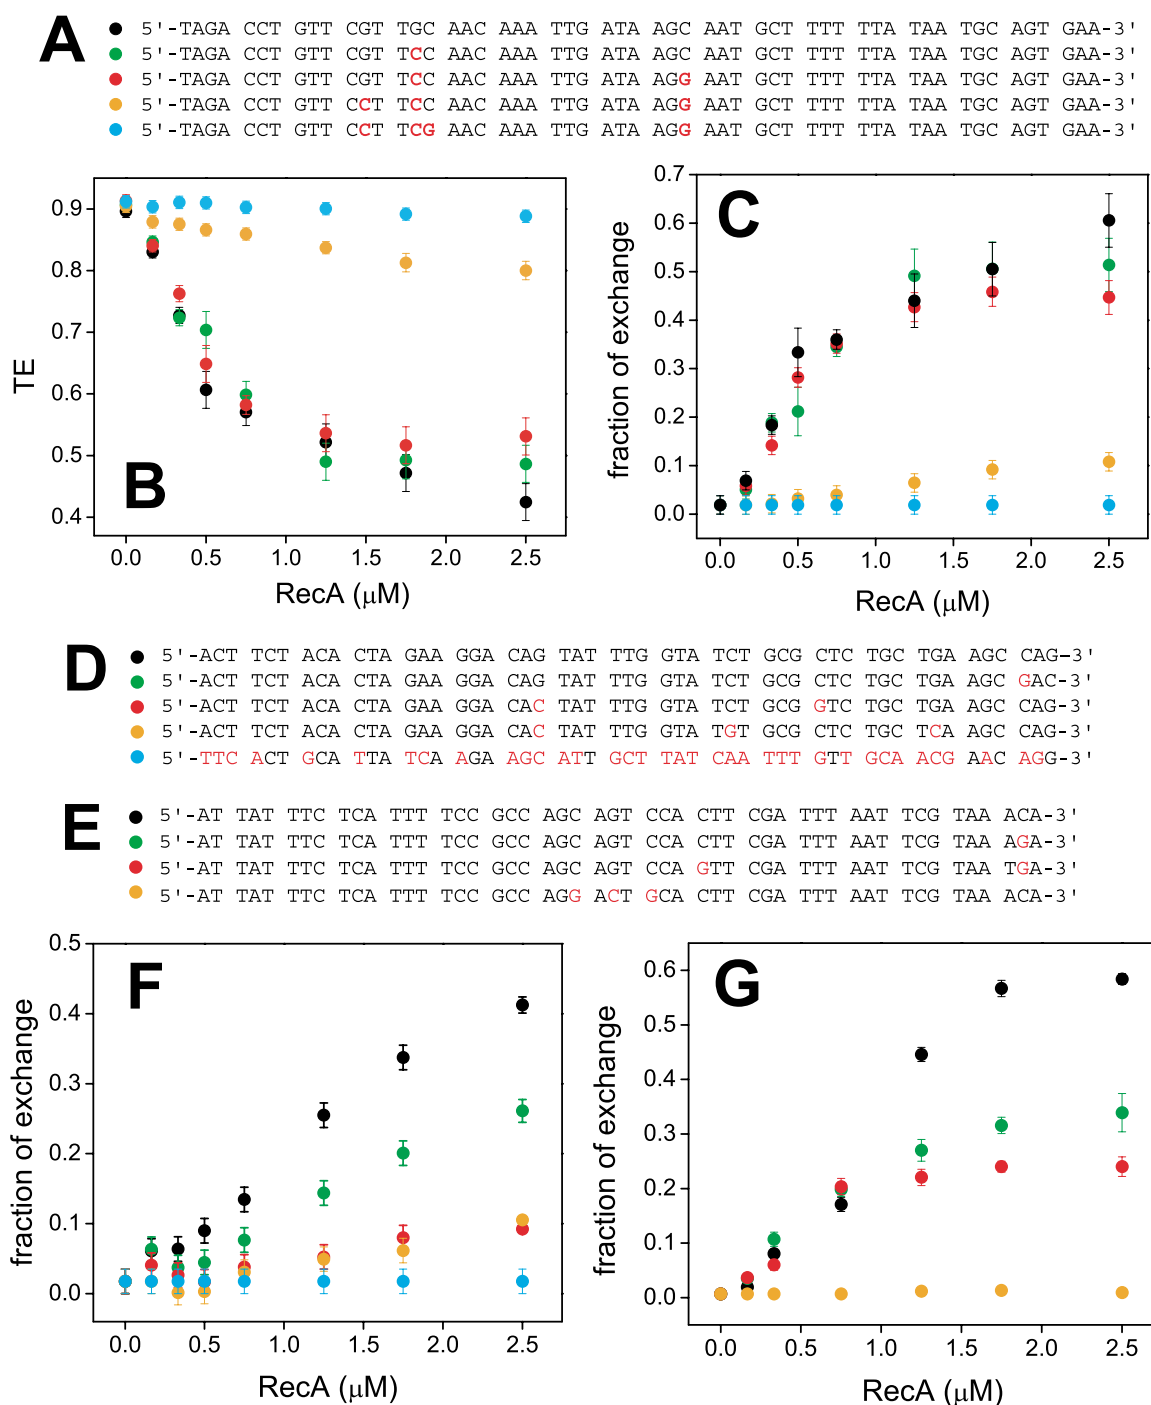 A
5'-TAGA CCT GTT CGT TGC AAC AAA TTG ATA AGC AAT GCT TTT TTA TAA TGC AGT GAA-3'
5'-TAGA CCT GTT CGT TCC AAC AAA TTG ATA AGC AAT GCT TTT TTA TAA TGC AGT GAA-3'
5'-TAGA CCT GTT CGT TCC AAC AAA TTG ATA AGG AAT GCT TTT TTA TAA TGC AGT GAA-3'
5'-TAGA CCT GTT CCT TCC AAC AAA TTG ATA AGG AAT GCT TTT TTA TAA TGC AGT GAA-3'
5'-TAGA CCT GTT CCT TCG AAC AAA TTG ATA AGG AAT GCT TTT TTA TAA TGC AGT GAA-3'
B
TE
0.9
0.8
0.7
0.6
0.5
0.4
0.0 0.5 1.0 1.5 2.0 2.5
RecA (μM)
C
fraction of exchange
0.7
0.6
0.5
0.4
0.3
0.2
0.1
0.0
0.0 0.5 1.0 1.5 2.0 2.5
RecA (μM)
D
5'-ACT TCT ACA CTA GAA GGA CAG TAT TTG GTA TCT GCG CTC TGC TGA AGC CAG-3'
5'-ACT TCT ACA CTA GAA GGA CAG TAT TTG GTA TCT GCG CTC TGC TGA AGC GAC-3'
5'-ACT TCT ACA CTA GAA GGA CAC TAT TTG GTA TCT GCG GTC TGC TGA AGC CAG-3'
5'-ACT TCT ACA CTA GAA GGA CAC TAT TTG GTA TGT GCG CTC TGC TCA AGC CAG-3'
5'-TTC ACT GCA TTA TCA AGA AGC ATT GCT TAT CAA TTT GTT GCA ACG AAC AGG-3'
E
5'-AT TAT TTC TCA TTT TCC GCC AGC AGT CCA CTT CGA TTT AAT TCG TAA ACA-3'
5'-AT TAT TTC TCA TTT TCC GCC AGC AGT CCA CTT CGA TTT AAT TCG TAA AGA-3'
5'-AT TAT TTC TCA TTT TCC GCC AGC AGT CCA GTT CGA TTT AAT TCG TAA TGA-3'
5'-AT TAT TTC TCA TTT TCC GCC AGG ACT GCA CTT CGA TTT AAT TCG TAA ACA-3'
F
fraction of exchange
0.5
0.4
0.3
0.2
0.1
0.0
0.0 0.5 1.0 1.5 2.0 2.5
RecA (μM)
G
fraction of exchange
0.6
0.5
0.4
0.3
0.2
0.1
0.0
0.0 0.5 1.0 1.5 2.0 2.5
RecA (μM)